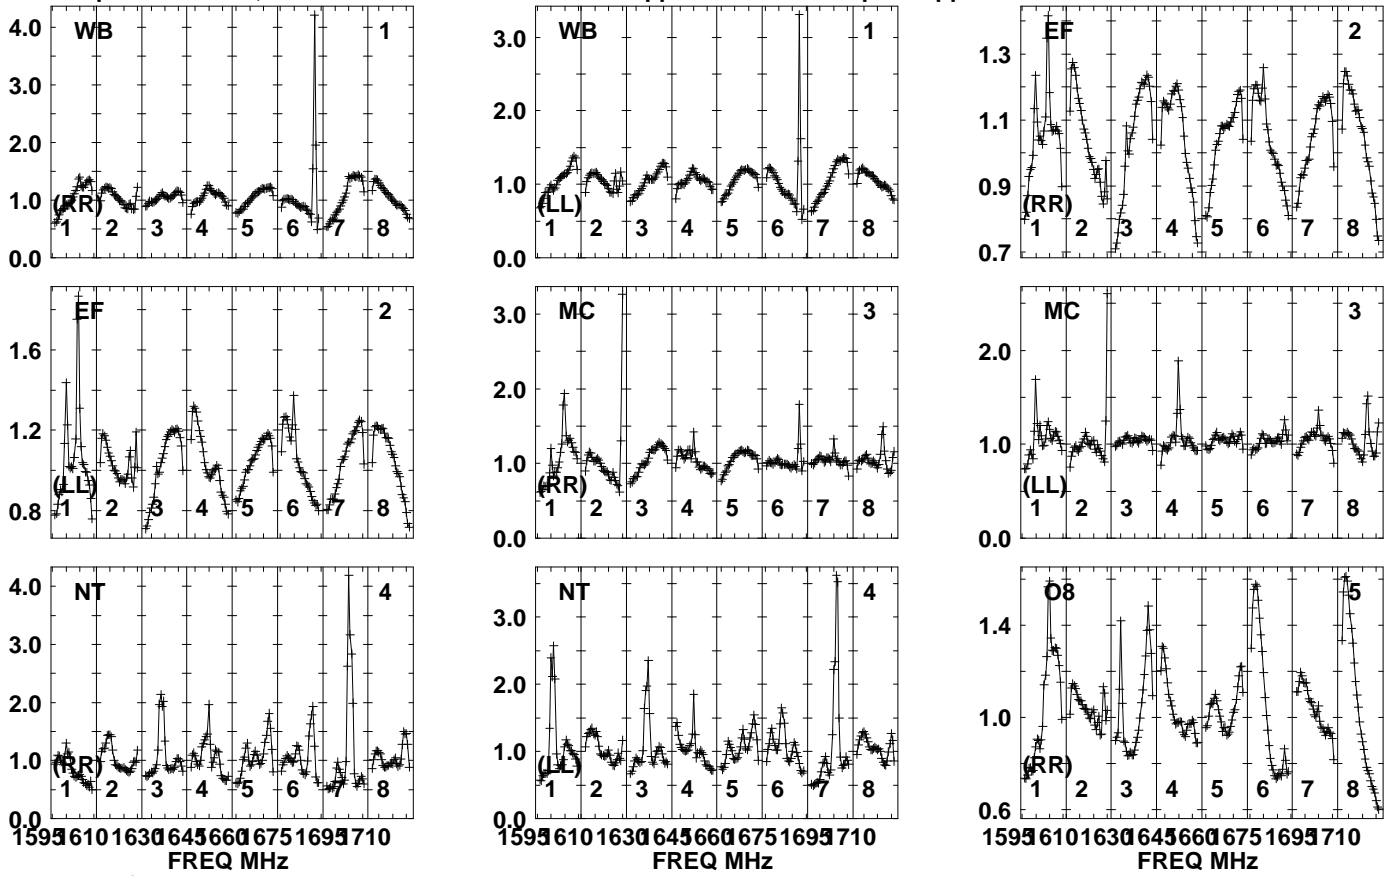 WB 1 WB 1 EF 2
4.0 3.0 2.0 1.0 0.0
3.0 2.0 1.0 0.0
1.3 1.1 0.9 0.7
(RR) (LL) (RR)
1 2 3 4 5 6 7 8 1 2 3 4 5 6 7 8 1 2 3 4 5 6 7 8
EF 2 MC 3 MC 3
1.6 1.2 0.8
3.0 2.0 1.0 0.0
2.0 1.0 0.0
(LL) (RR) (LL)
1 2 3 4 5 6 7 8 1 2 3 4 5 6 7 8 1 2 3 4 5 6 7 8
NT 4 NT 4 O8 5
4.0 3.0 2.0 1.0 0.0
3.0 2.0 1.0 0.0
1.4 1.0 0.6
(RR) (LL) (RR)
1 2 3 4 5 6 7 8 1 2 3 4 5 6 7 8 1 2 3 4 5 6 7 8
1595 1610 1630 1645 1660 1675 1695 1710 1595 1610 1630 1645 1660 1675 1695 1710 1595 1610 1630 1645 1660 1675 1695 1710
FREQ MHz FREQ MHz FREQ MHz